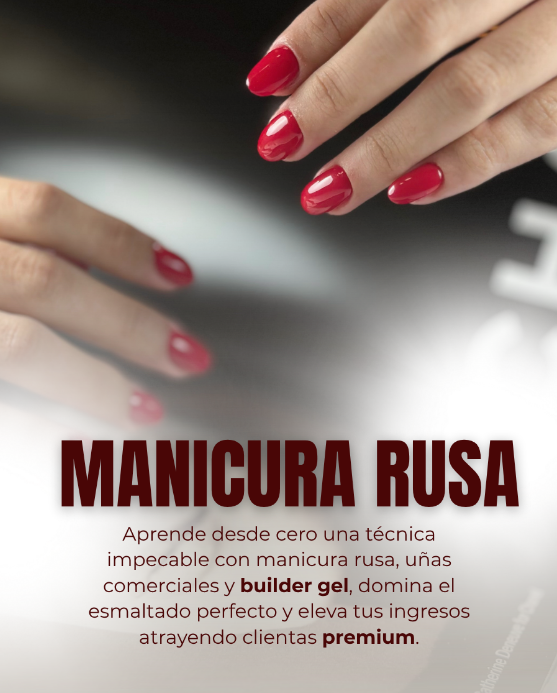 MANICURA RUSA
Aprende desde cero una técnica
impecable con manicura rusa, uñas
comerciales y builder gel, domina el
esmaltado perfecto y eleva tus ingresos
atrayendo clientas premium.